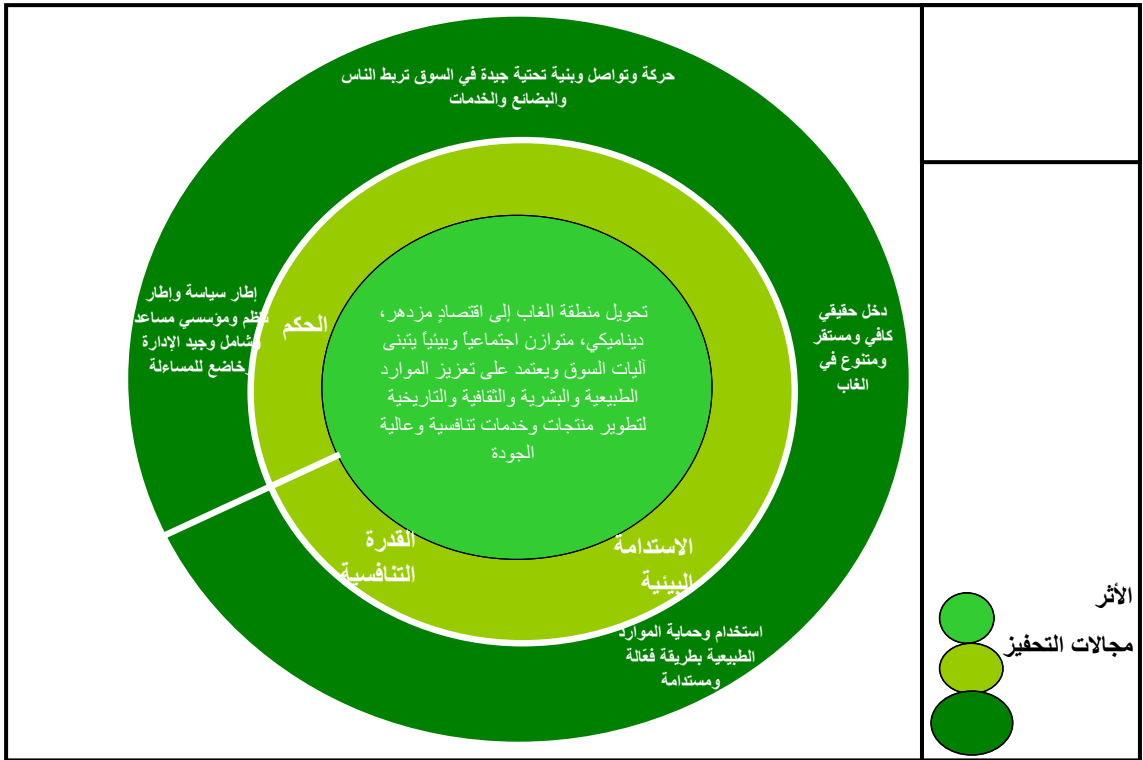 حركة وتواصل وبنية تحتية جيدة في السوق تربط الناس
والبضائع والخدمات
إطار سياسة وإطار
ومؤسسي مساعد
وشامل وجيد الإدارة
وخاضع للمساءلة
الحكم
تحويل منطقة الغاب إلى اقتصادٍ مزدهر،
ديناميكي، متوازن اجتماعياً وبيئياً يتبنى
آليات السوق ويعتمد على تعزيز الموارد
الطبيعية والبشرية والثقافية والتاريخية
لتطوير منتجات وخدمات تنافسية وعالية
الجودة
دخل حقيقي
كافي ومستقر
ومتنوع في
الغاب
القدرة
التنافسية
الاستدامة
البيئية
استخدام وحماية الموارد
الطبيعية بطريقة فعّالة
ومستدامة
الأثر
مجالات التحفيز